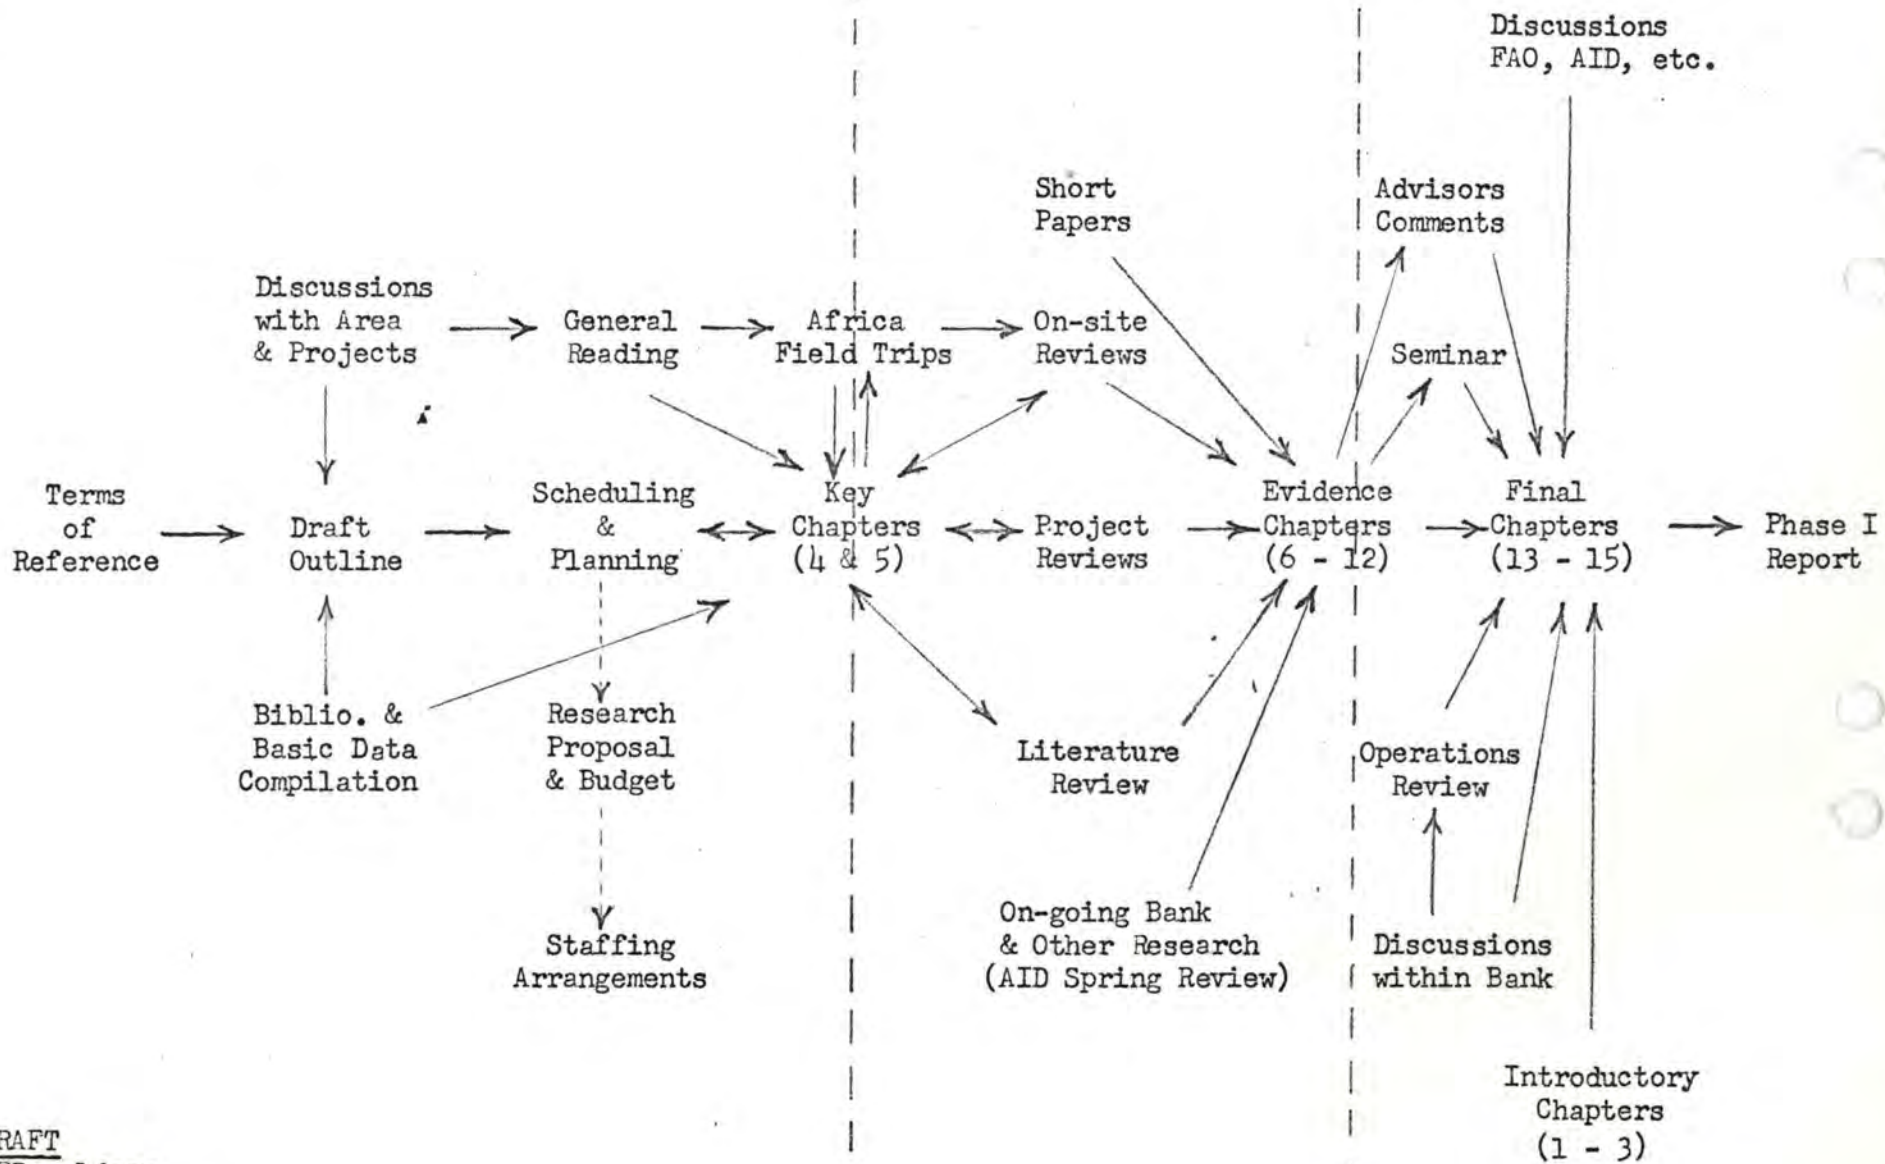 Discussions
FAO, AID, etc.
Short
Papers
Advisors
Comments
Discussions
with Area
& Projects
General
Reading
Africa
Field Trips
On-site
Reviews
Seminar
Terms
of
Reference
Draft
Outline
Scheduling
&
Planning
Key
Chapters
(4 & 5)
Project
Reviews
Evidence
Chapters
(6 - 12)
Final
Chapters
(13 - 15)
Phase I
Report
Biblio. &
Basic Data
Compilation
Research
Proposal
& Budget
Literature
Review
Operations
Review
Staffing
Arrangements
On-going Bank
& Other Research
(AID Spring Review)
Discussions
within Bank
Introductory
Chapters
(1 - 3)
RAFT